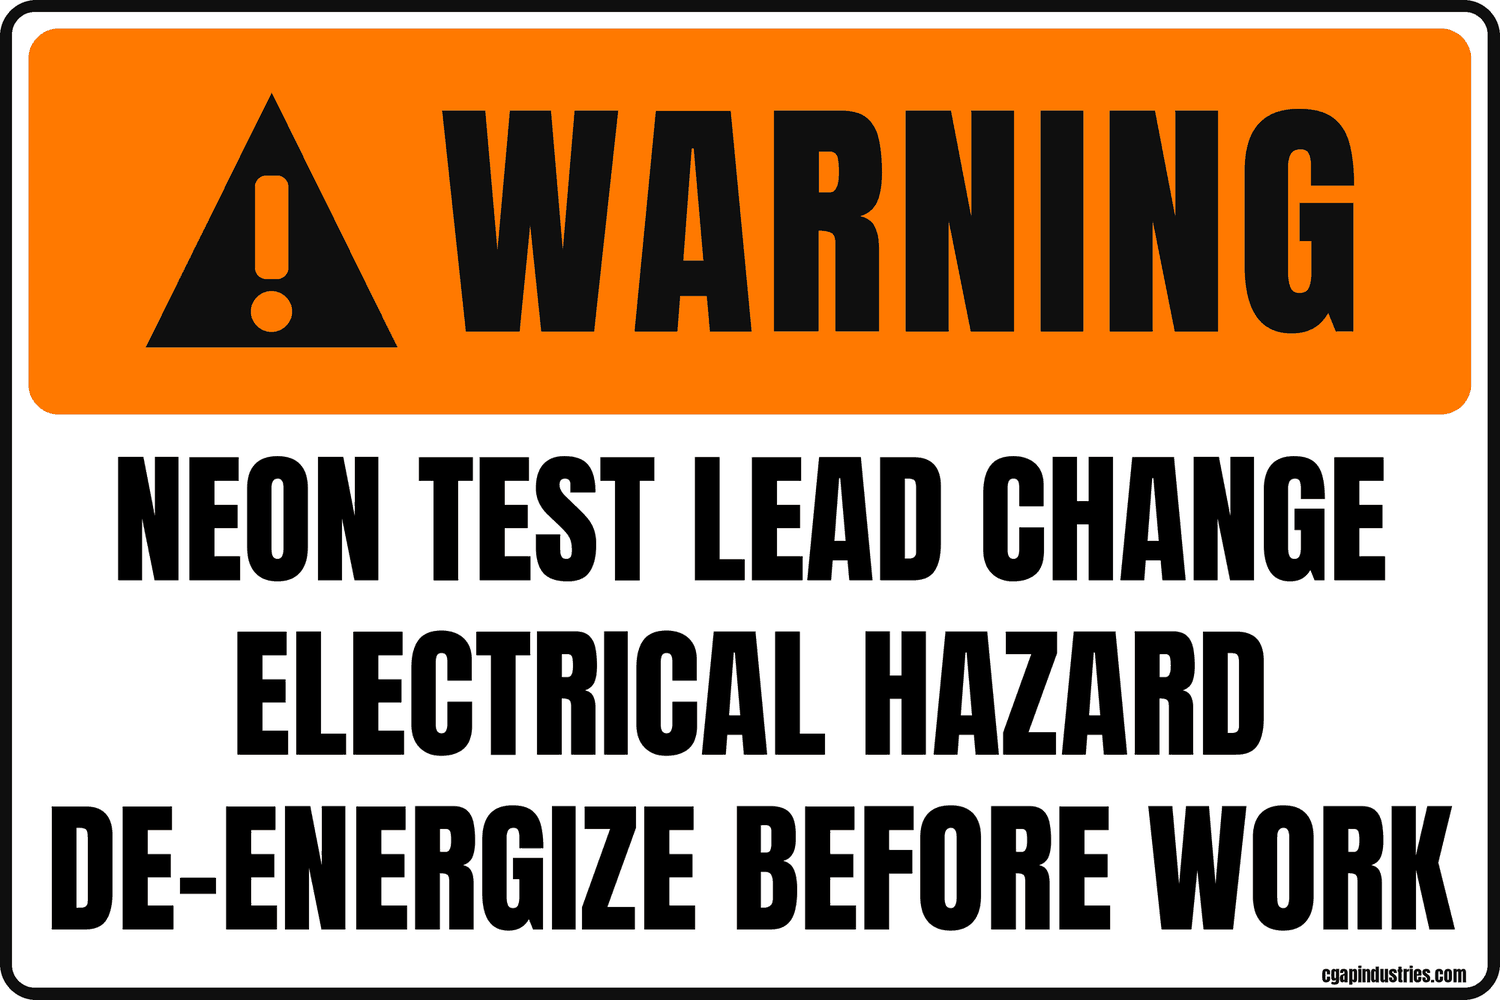 WARNING
NEON TEST LEAD CHANGE
ELECTRICAL HAZARD
DE-ENERGIZE BEFORE WORK
cgapindustries.com